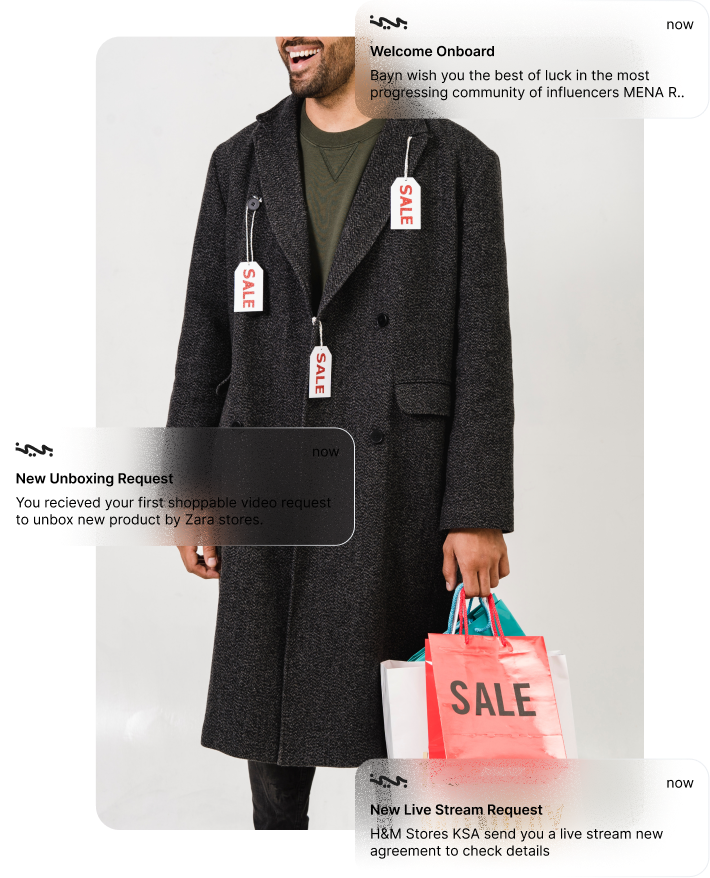 now
Welcome Onboard
Bayn wish you the best of luck in the most
progressing community of influencers MENA R..
SALE
SALE
SALE
now
New Unboxing Request
You recieved your first shoppable video request
to unbox new product by Zara stores.
SALE
now
New Live Stream Request
H&M Stores KSA send you a live stream new
agreement to check details